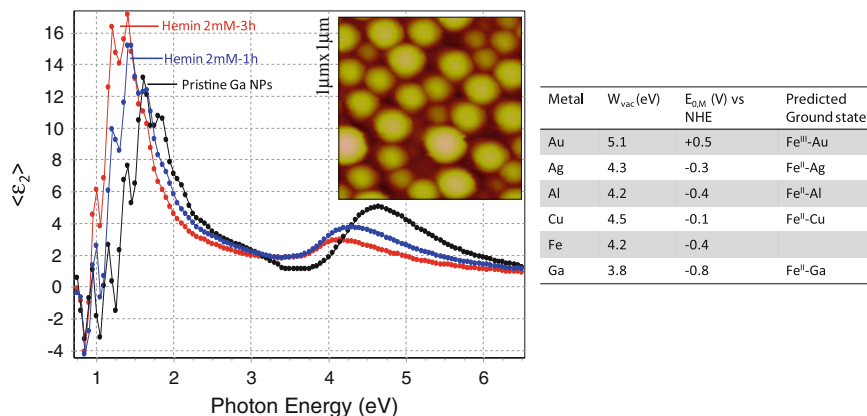 Hemin 2mM-3h
Hemin 2mM-1h
Pristine Ga NPs
1µmx1µm
16
14
12
10
8
6
4
2
0
-2
-4
<ε₂>
1 2 3 4 5 6
Photon Energy (eV)
Metal W_vac (eV) E_0,M (V) vs NHE Predicted Ground state
Au 5.1 +0.5 Feᴵᴵᴵ-Au
Ag 4.3 -0.3 Feᴵᴵ-Ag
Al 4.2 -0.4 Feᴵᴵ-Al
Cu 4.5 -0.1 Feᴵᴵ-Cu
Fe 4.2 -0.4
Ga 3.8 -0.8 Feᴵᴵ-Ga